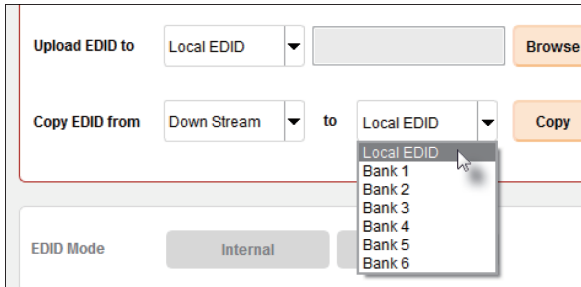 Upload EDID to Local EDID Browse
Copy EDID from Down Stream to Local EDID Copy
Local EDID
Bank 1
Bank 2
Bank 3
Bank 4
Bank 5
Bank 6
EDID Mode Internal